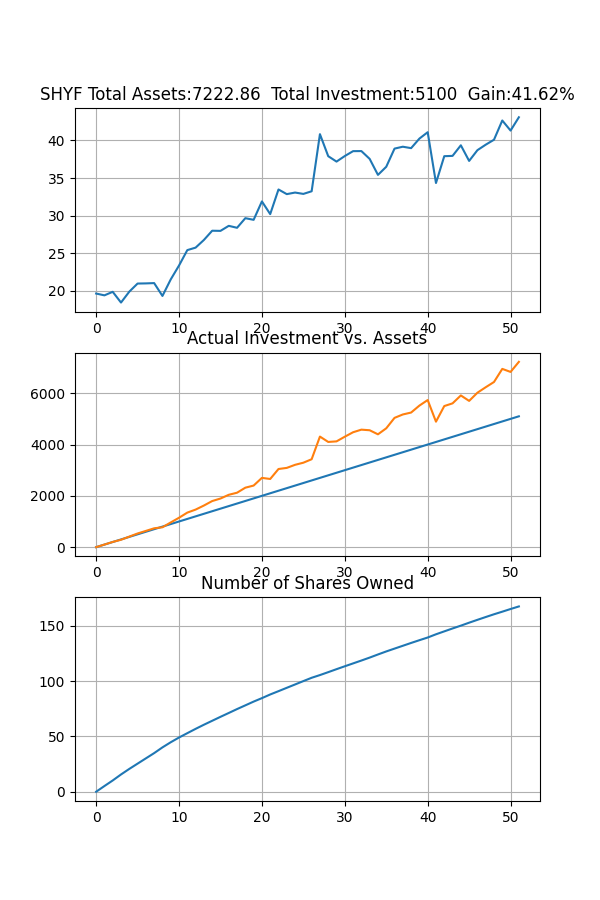 SHYF Total Assets:7222.86  Total Investment:5100  Gain:41.62%
40
35
30
25
20
0 10 20 30 40 50
Actual Investment vs. Assets
6000
4000
2000
0
0 10 20 30 40 50
Number of Shares Owned
150
100
50
0
0 10 20 30 40 50